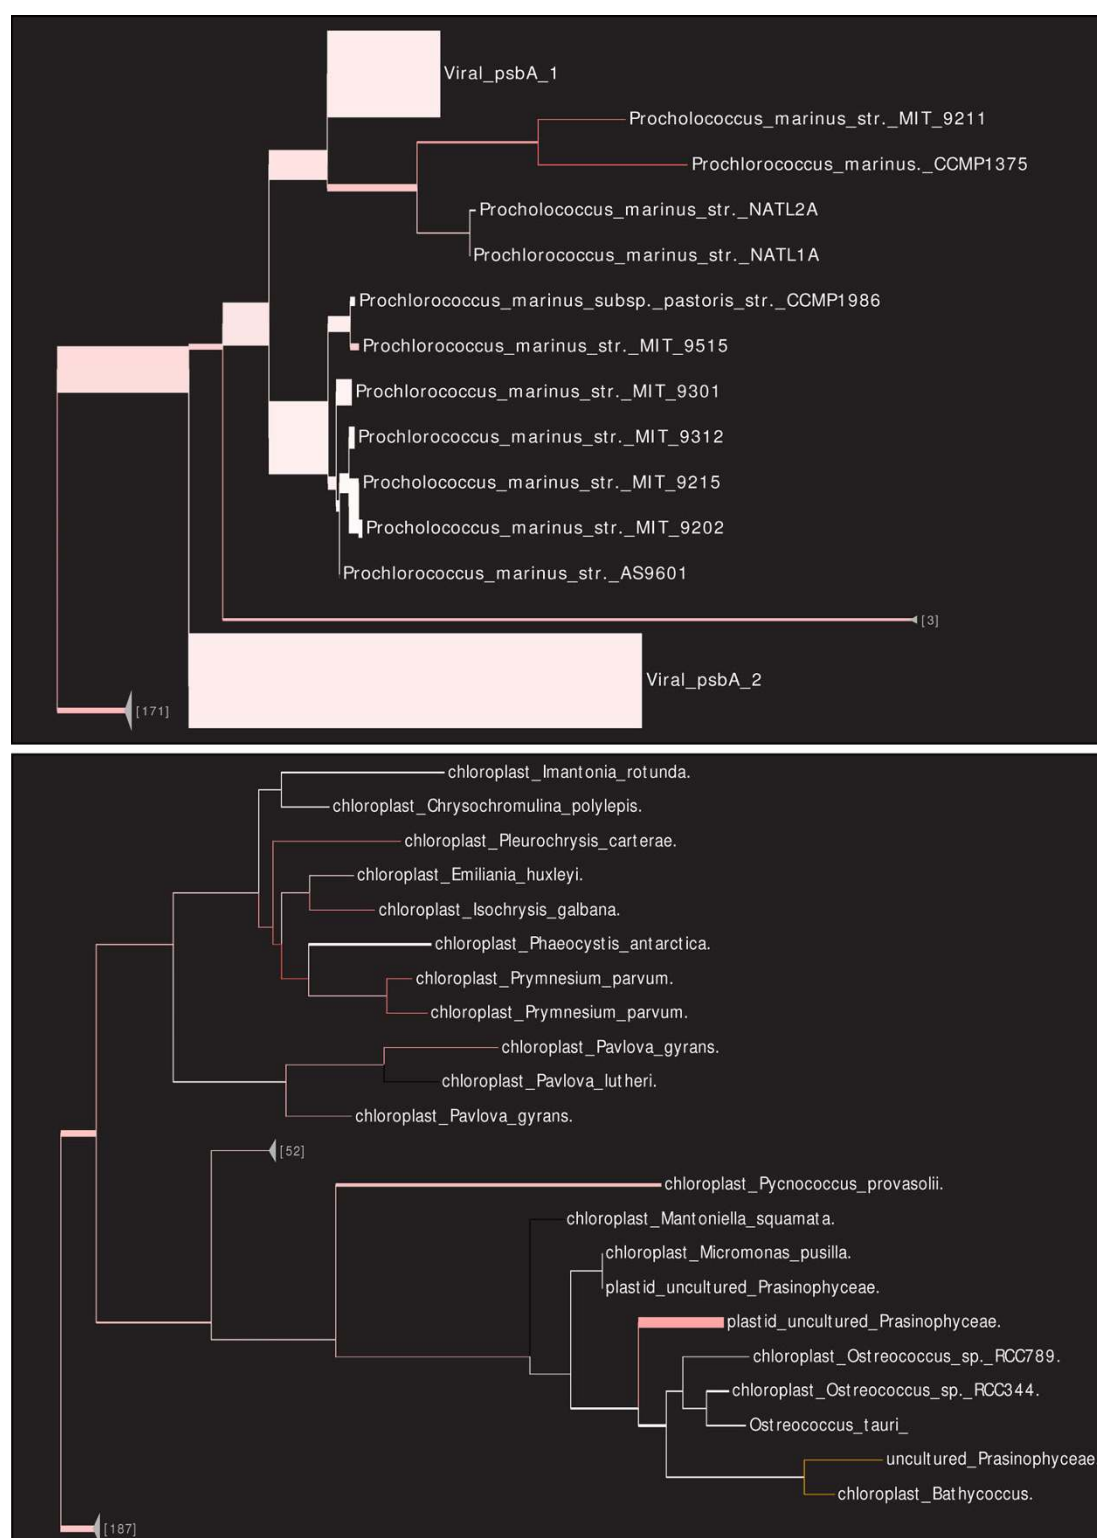 Viral_psbA_1
Procholococcus_marinus_str._MIT_9211
Prochlorococcus_marinus._CCMP1375
Procholococcus_marinus_str._NATL2A
Prochlorococcus_marinus_str._NATL1A
Prochlorococcus_marinus_subsp._pastoris_str._CCMP1986
Prochlorococcus_marinus_str._MIT_9515
Prochlorococcus_marinus_str._MIT_9301
Prochlorococcus_marinus_str._MIT_9312
Procholococcus_marinus_str._MIT_9215
Procholococcus_marinus_str._MIT_9202
Prochlorococcus_marinus_str._AS9601
[3]
Viral_psbA_2
[171]
chloroplast_Imantonia_rotunda.
chloroplast_Chrysochromulina_polylepis.
chloroplast_Pleurochrysis_carterae.
chloroplast_Emiliania_huxleyi.
chloroplast_Isochrysis_galbana.
chloroplast_Phaeocystis_antarctica.
chloroplast_Prymnesium_parvum.
chloroplast_Prymnesium_parvum.
chloroplast_Pavlova_gyrans.
chloroplast_Pavlova_lutheri.
chloroplast_Pavlova_gyrans.
[52]
chloroplast_Pycnococcus_provasolii.
chloroplast_Mantoniella_squamata.
chloroplast_Micromonas_pusilla.
plastid_uncultured_Prasinophyceae.
plastid_uncultured_Prasinophyceae.
chloroplast_Ostreococcus_sp._RCC789.
chloroplast_Ostreococcus_sp._RCC344.
Ostreococcus_tauri_
uncultured_Prasinophyceae
chloroplast_Bathycoccus.
[187]